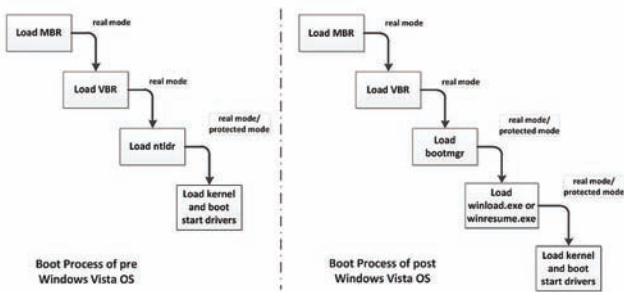 Load MBR
real mode
Load VBR
real mode
Load ntldr
real mode/
protected mode
Load kernel
and boot
start drivers
Boot Process of pre
Windows Vista OS
Load MBR
real mode
Load VBR
real mode
Load
bootmgr
real mode/
protected mode
Load
winload.exe or
winresume.exe
real mode/
protected mode
Load kernel
and boot
start drivers
Boot Process of post
Windows Vista OS